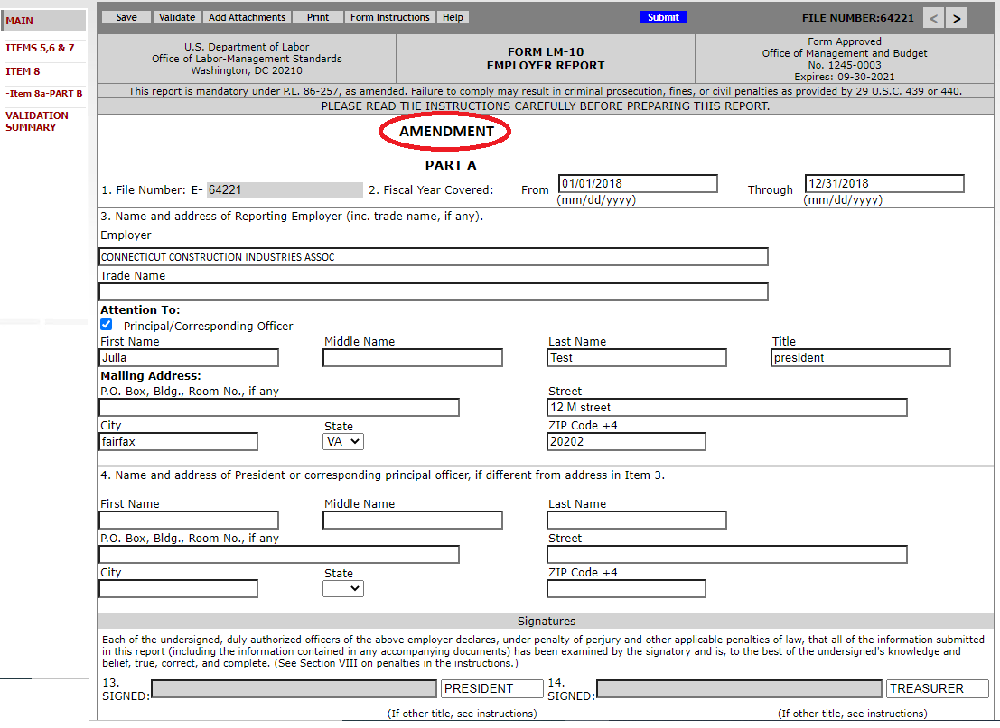 MAIN
ITEMS 5,6 & 7
ITEM 8
-Item 8a-PART B
VALIDATION
SUMMARY
Save Validate Add Attachments Print Form Instructions Help Submit FILE NUMBER:64221 < >
U.S. Department of Labor
Office of Labor-Management Standards
Washington, DC 20210
FORM LM-10
EMPLOYER REPORT
Form Approved
Office of Management and Budget
No. 1245-0003
Expires: 09-30-2021
This report is mandatory under P.L. 86-257, as amended. Failure to comply may result in criminal prosecution, fines, or civil penalties as provided by 29 U.S.C. 439 or 440.
PLEASE READ THE INSTRUCTIONS CAREFULLY BEFORE PREPARING THIS REPORT.
AMENDMENT
PART A
1. File Number: E- 64221 2. Fiscal Year Covered: From 01/01/2018 Through 12/31/2018
(mm/dd/yyyy) (mm/dd/yyyy)
3. Name and address of Reporting Employer (inc. trade name, if any).
Employer
CONNECTICUT CONSTRUCTION INDUSTRIES ASSOC
Trade Name
Attention To:
Principal/Corresponding Officer
First Name Middle Name Last Name Title
Julia Test president
Mailing Address:
P.O. Box, Bldg., Room No., if any Street
12 M street
City State ZIP Code +4
fairfax VA 20202
4. Name and address of President or corresponding principal officer, if different from address in Item 3.
First Name Middle Name Last Name
P.O. Box, Bldg., Room No., if any Street
City State ZIP Code +4
Signatures
Each of the undersigned, duly authorized officers of the above employer declares, under penalty of perjury and other applicable penalties of law, that all of the information submitted
in this report (including the information contained in any accompanying documents) has been examined by the signatory and is, to the best of the undersigned's knowledge and
belief, true, correct, and complete. (See Section VIII on penalties in the instructions.)
13.
SIGNED: PRESIDENT
14.
SIGNED: TREASURER
(If other title, see instructions) (If other title, see instructions)